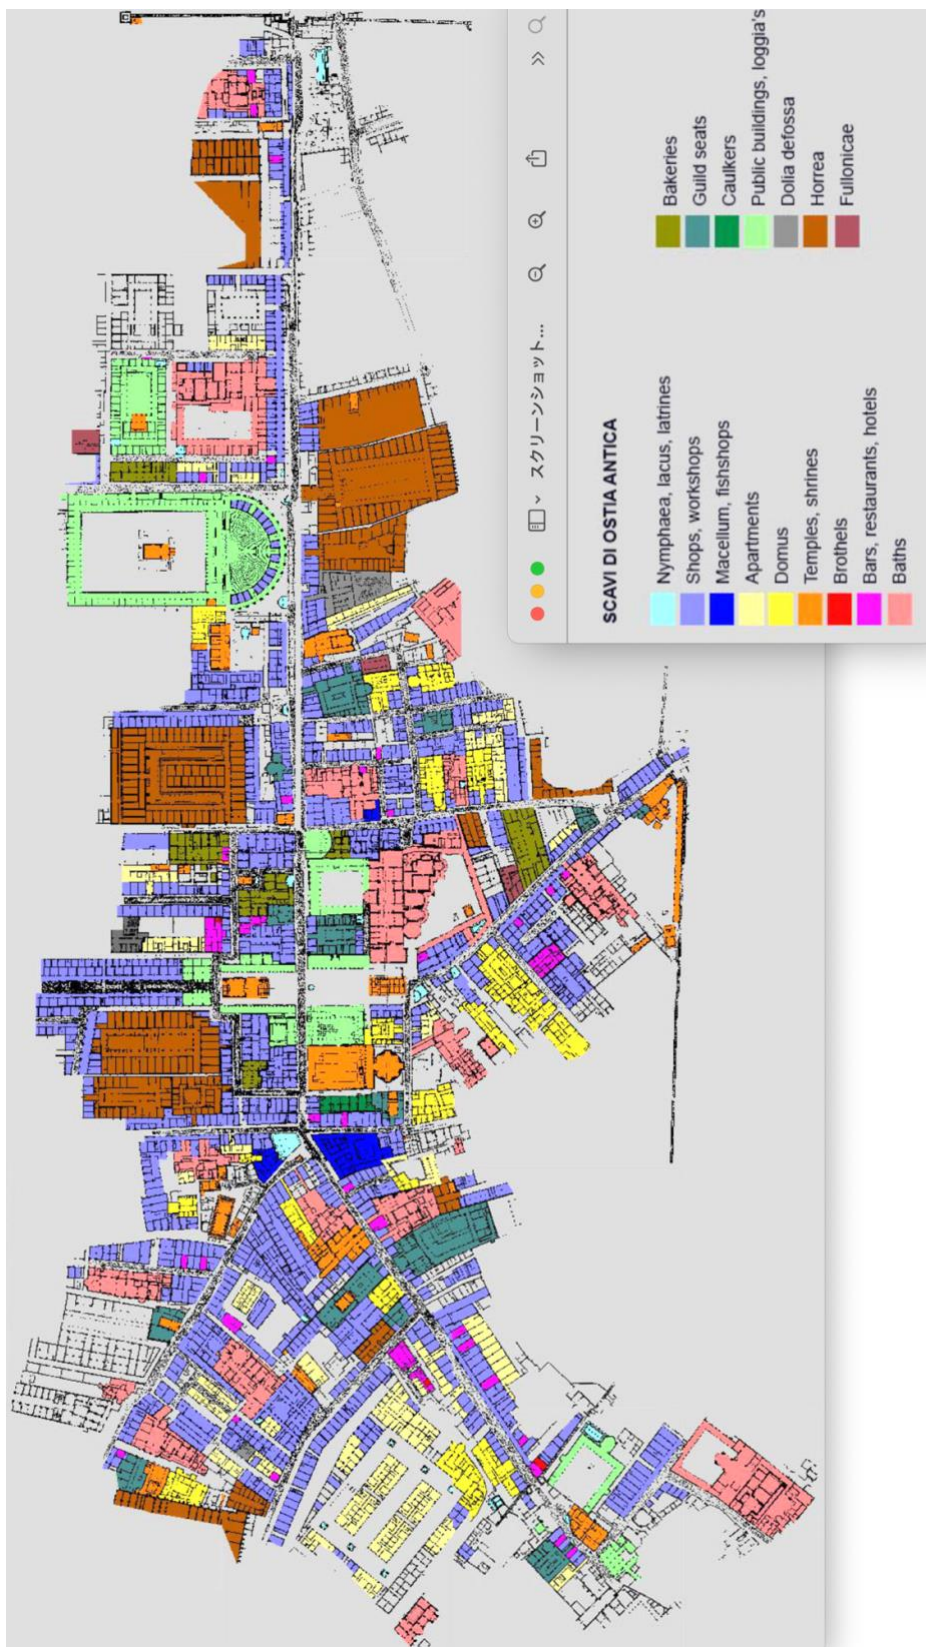 スクリーンショット...
SCAVI DI OSTIA ANTICA
Nymphaea, lacus, latrines
Shops, workshops
Macellum, fishshops
Apartments
Domus
Temples, shrines
Brothels
Bars, restaurants, hotels
Baths
Bakeries
Guild seats
Caulkers
Public buildings, loggia's
Dolia defossa
Horrea
Fullonicae